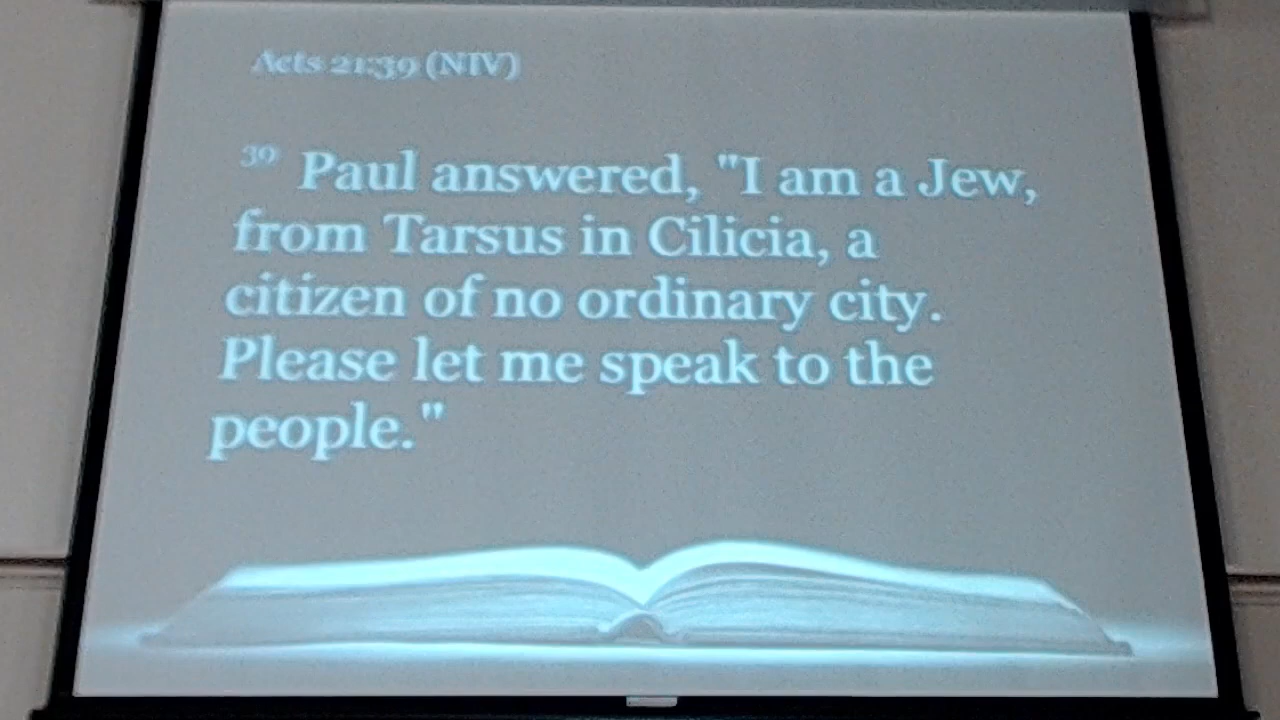 Acts 21:39 (NIV)
39 Paul answered, "I am a Jew,
from Tarsus in Cilicia, a
citizen of no ordinary city.
Please let me speak to the
people."